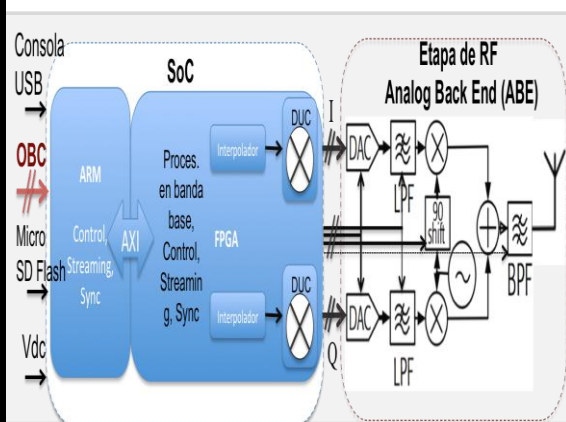 Consola
USB
OBC
Micro
SD Flash
Vdc
SoC
ARM
Control,
Streaming,
Sync
AXI
Proces.
en banda
base,
Control,
Streamin
g, Sync
FPGA
Interpolador
DUC
Interpolador
DUC
I
Q
Etapa de RF
Analog Back End (ABE)
DAC
LPF
90
shift
BPF
DAC
LPF